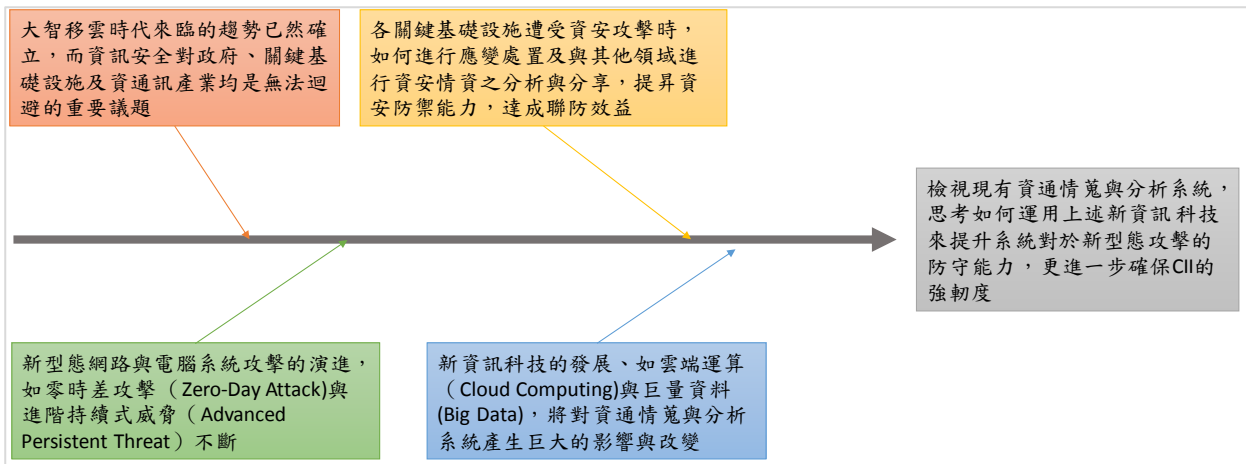 大智移雲時代來臨的趨勢已然確
立，而資訊安全對政府、關鍵基
礎設施及資通訊產業均是無法迴
避的重要議題
各關鍵基礎設施遭受資安攻擊時，
如何進行應變處置及與其他領域進
行資安情資之分析與分享，提昇資
安防禦能力，達成聯防效益
檢視現有資通情蒐與分析系統，
思考如何運用上述新資訊科技
來提升系統對於新型態攻擊的
防守能力，更進一步確保CII的
強韌度
新型態網路與電腦系統攻擊的演進，
如零時差攻擊（Zero-Day Attack)與
進階持續式威脅（Advanced
Persistent Threat）不斷
新資訊科技的發展、如雲端運算
（Cloud Computing)與巨量資料
(Big Data)，將對資通情蒐與分析
系統產生巨大的影響與改變